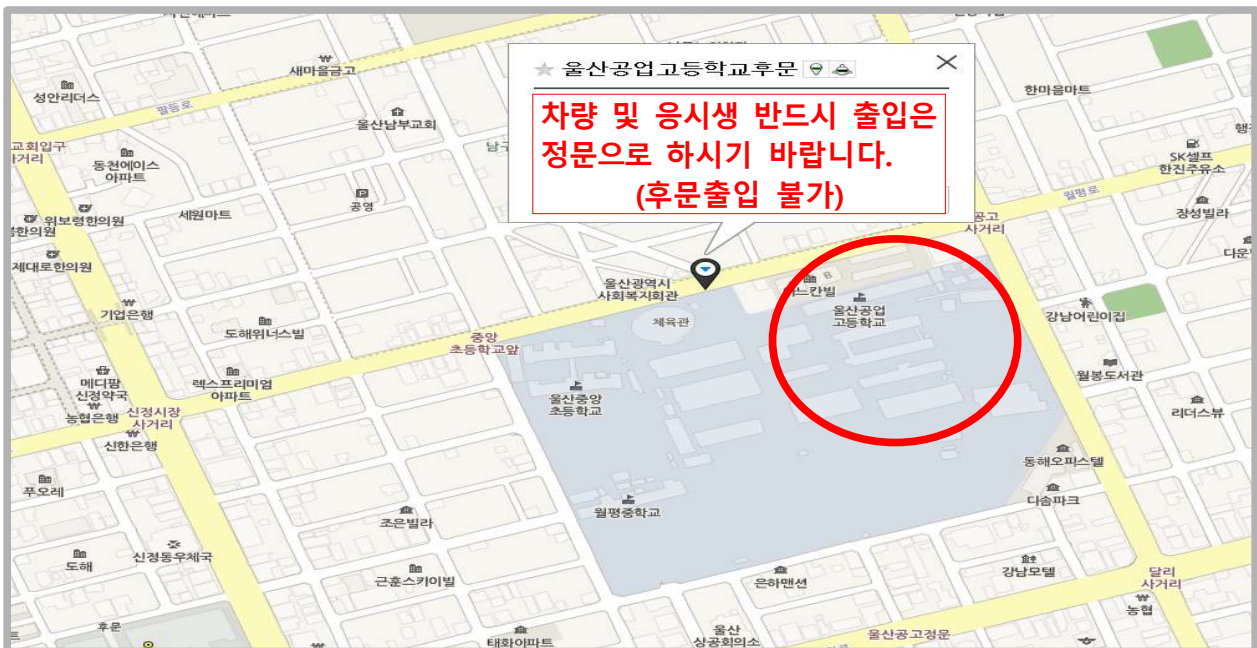 새마을금고
성안리더스
팔등로
울산남부교회
교회입구
사거리
동천에이스
아파트
공영
위보령한의원
세원마트
한의원
제대로한의원
기업은행
도해위너스빌
메디팜
신정약국
렉스프리미엄
아파트
농협은행
신정시장
사거리
신한은행
푸오레
도해
신정동우체국
조은빌라
근훈스카이빌
후문
태화아파트
울산공업고등학교후문
차량 및 응시생 반드시 출입은
정문으로 하시기 바랍니다.
(후문출입 불가)
한마음마트
SK셀프
한진주유소
월평로
장성빌라
공고
사거리
울산광역시
사회복지회관
체육관
울산공업
고등학교
중앙
초등학교앞
울산중앙
초등학교
월평중학교
강남어린이집
월봉도서관
리더스뷰
동해오피스텔
다솜파크
강남모텔
달리
사거리
농협
은하맨션
울산
상공회의소
울산공고정문